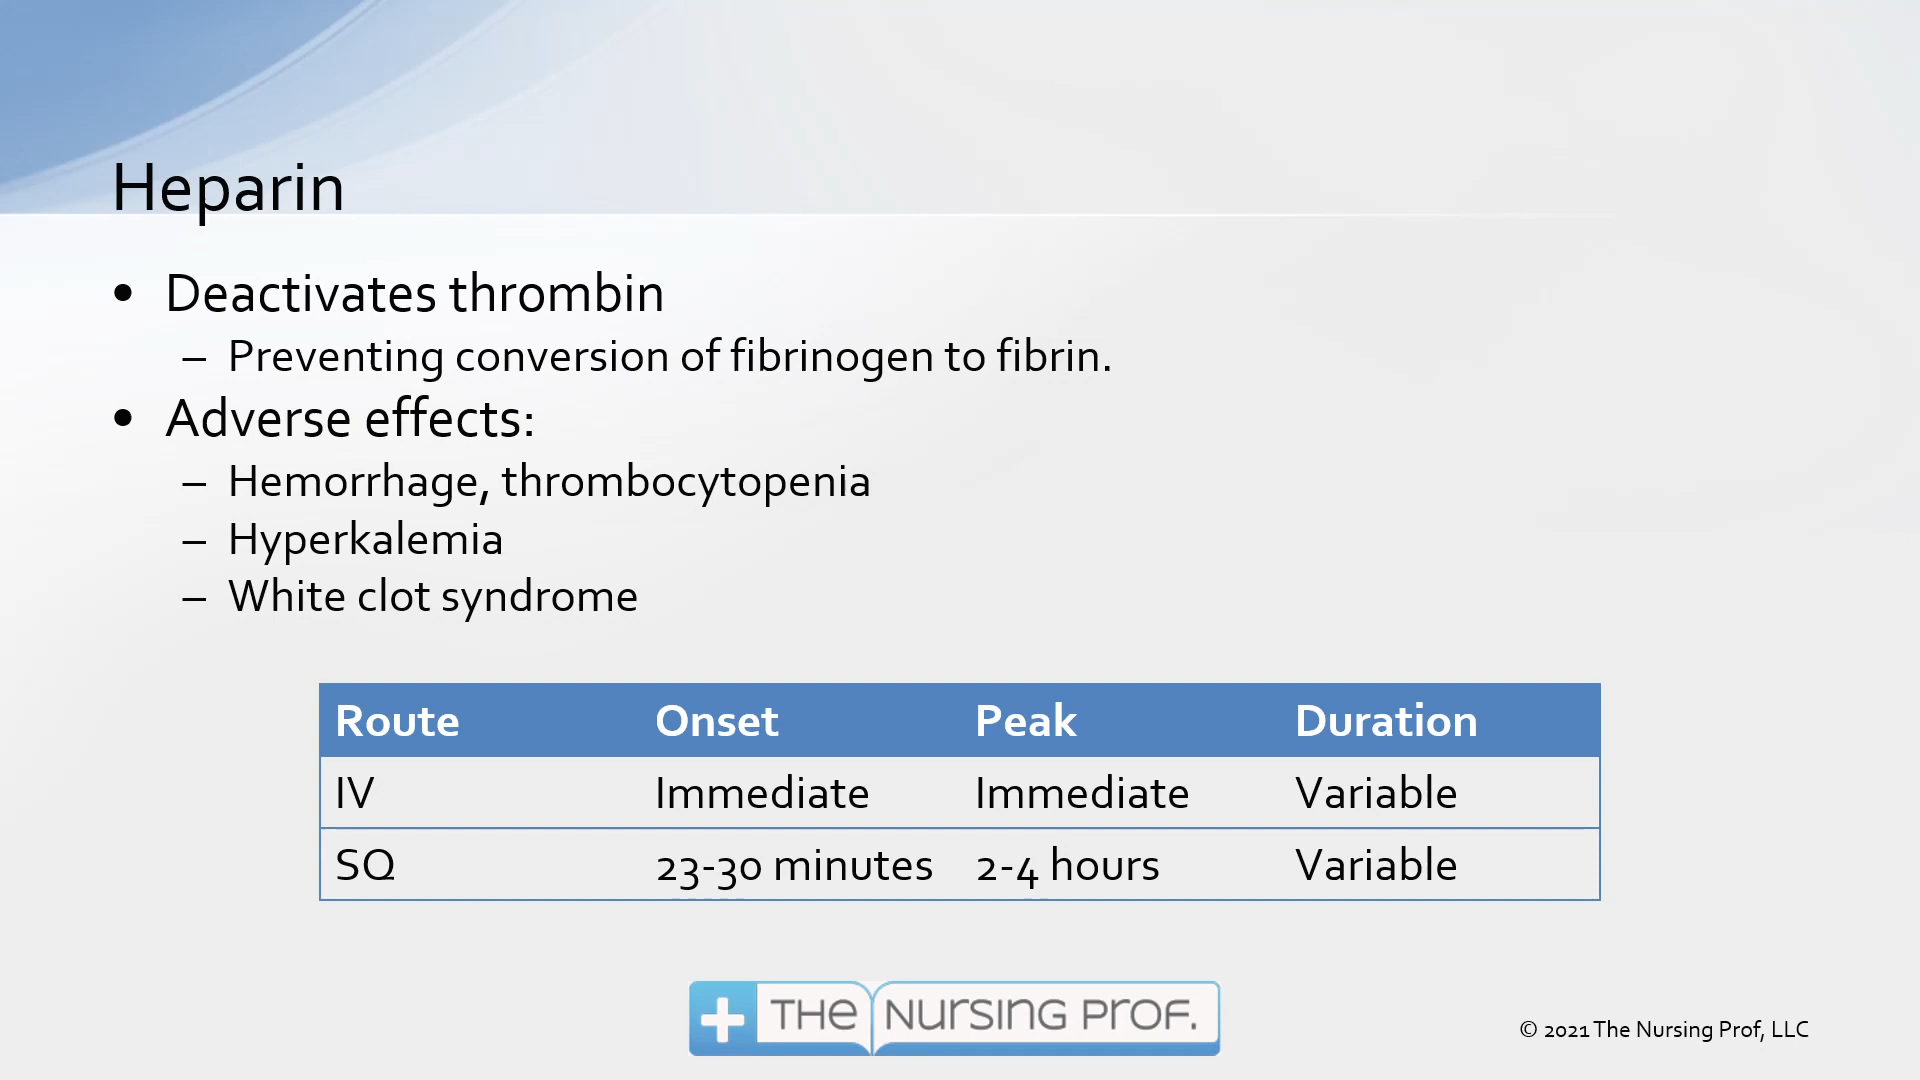 Heparin
• Deactivates thrombin
– Preventing conversion of fibrinogen to fibrin.
• Adverse effects:
– Hemorrhage, thrombocytopenia
– Hyperkalemia
– White clot syndrome
Route Onset Peak Duration
IV Immediate Immediate Variable
SQ 23-30 minutes 2-4 hours Variable
THE NURSING PROF.
© 2021 The Nursing Prof, LLC